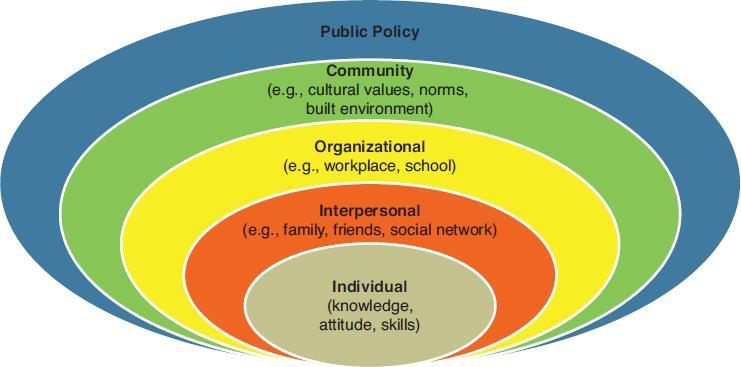 Public Policy
Community
(e.g., cultural values, norms,
built environment)
Organizational
(e.g., workplace, school)
Interpersonal
(e.g., family, friends, social network)
Individual
(knowledge,
attitude, skills)